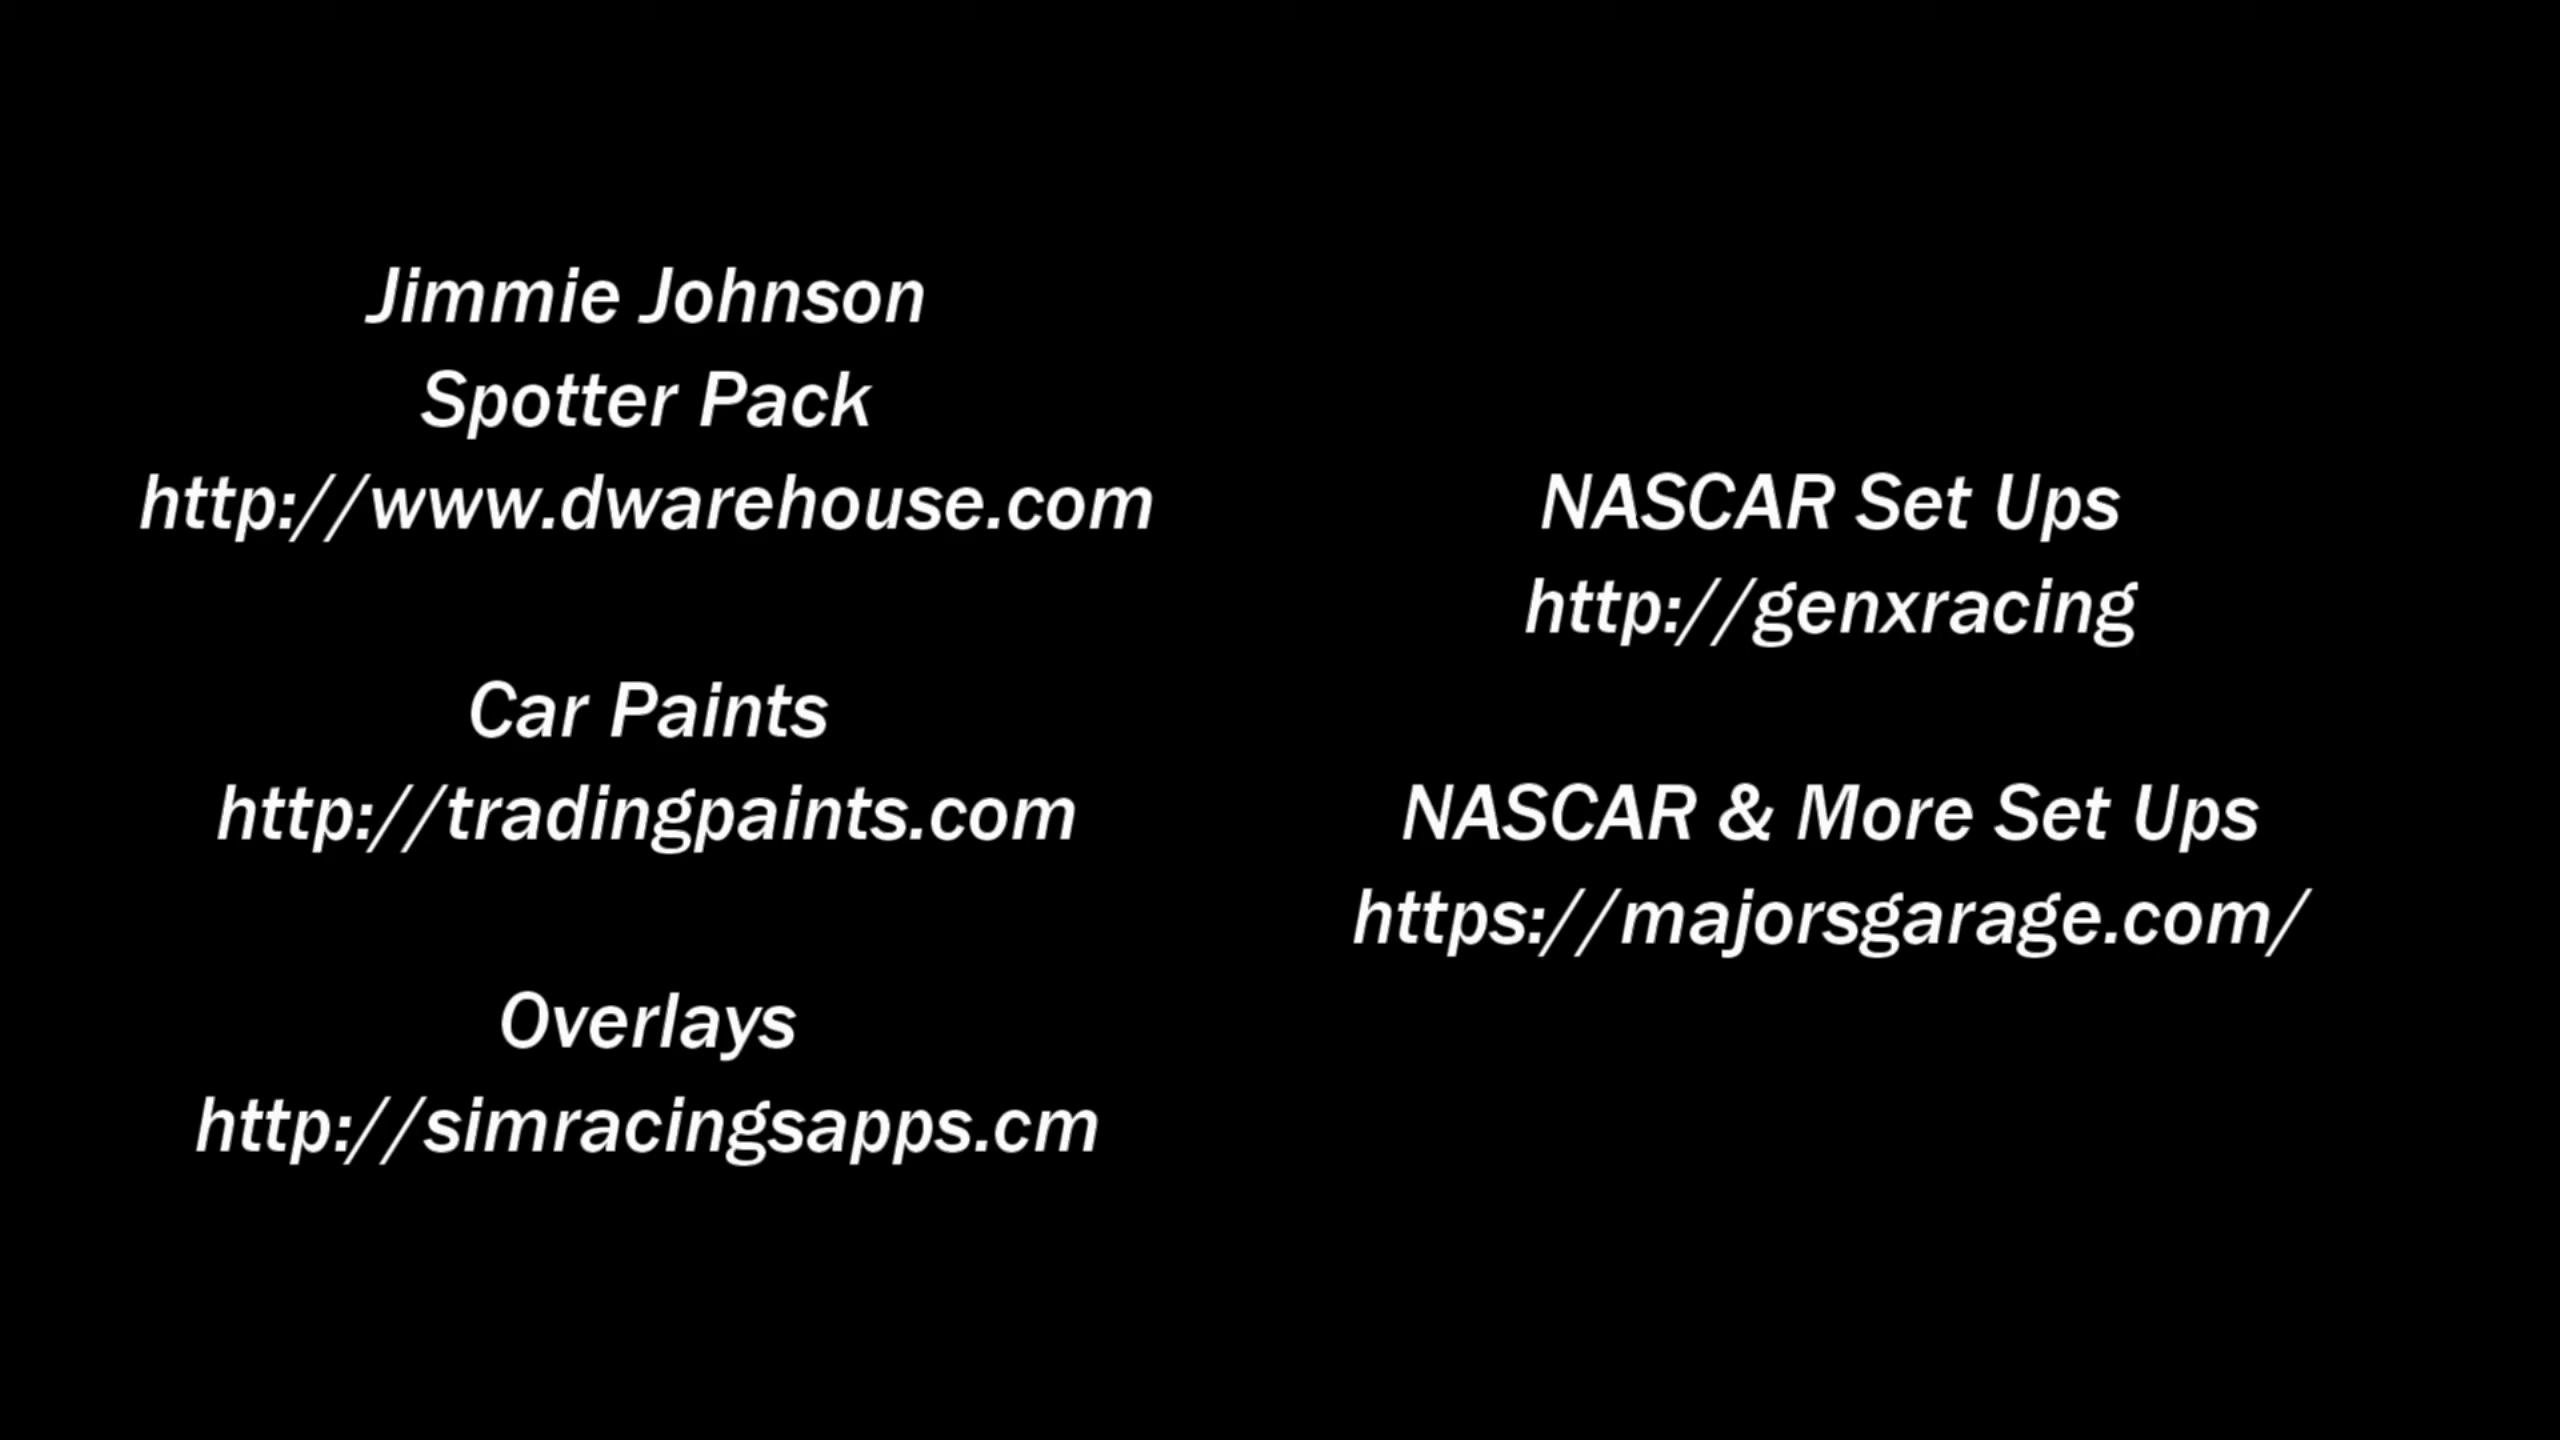 Jimmie Johnson
Spotter Pack
http://www.dwarehouse.com
Car Paints
http://tradingpaints.com
Overlays
http://simracingsapps.cm
NASCAR Set Ups
http://genxracing
NASCAR & More Set Ups
https://majorsgarage.com/